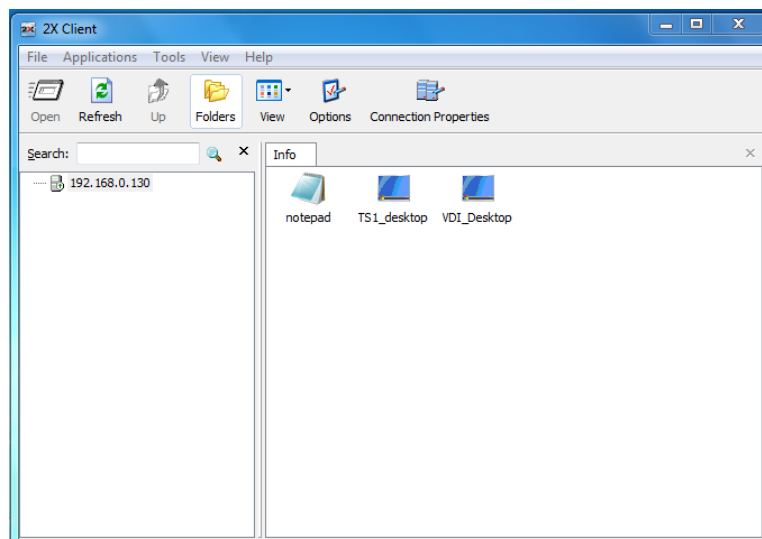 2X Client
File Applications Tools View Help
Open Refresh Up Folders View Options Connection Properties
Search:
Info
192.168.0.130
notepad TS1_desktop VDI_Desktop